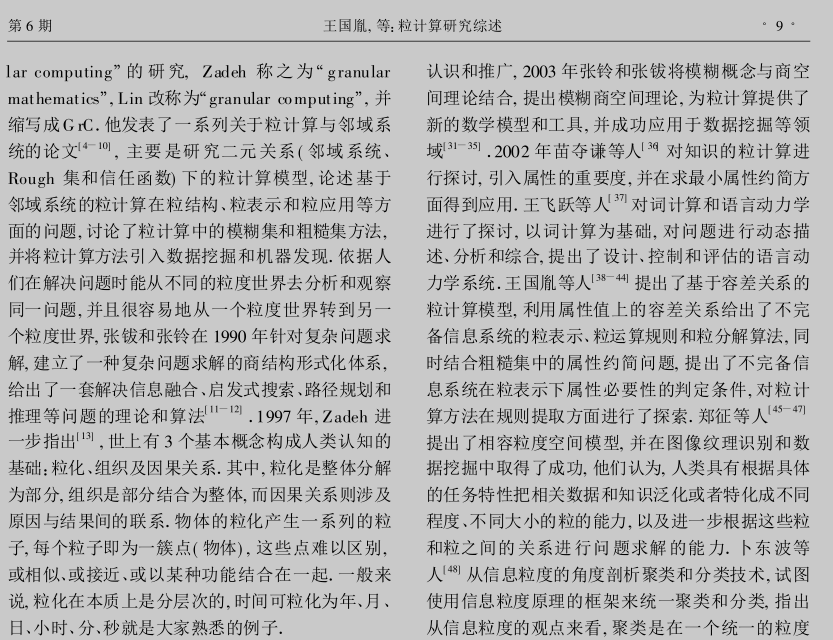 第 6 期
王国胤, 等: 粒计算研究综述
° 9 °
lar computing” 的 研 究, Zadeh 称 之 为 “ granular
mathematics”, Lin 改称为“granular computing”, 并
缩写成 GrC. 他发表了一系列关于粒计算与邻域系
统的论文[4-10], 主要是研究二元关系( 邻域系统、
Rough 集和信任函数) 下的粒计算模型, 论述基于
邻域系统的粒计算在粒结构、粒表示和粒应用等方
面的问题, 讨论了粒计算中的模糊集和粗糙集方法,
并将粒计算方法引入数据挖掘和机器发现. 依据人
们在解决问题时能从不同的粒度世界去分析和观察
同一问题, 并且很容易地从一个粒度世界转到另一
个粒度世界, 张钹和张铃在 1990 年针对复杂问题求
解, 建立了一种复杂问题求解的商结构形式化体系,
给出了一套解决信息融合、启发式搜索、路径规划和
推理等问题的理论和算法[11-12]. 1997 年, Zadeh 进
一步指出[13], 世上有 3 个基本概念构成人类认知的
基础: 粒化、组织及因果关系. 其中, 粒化是整体分解
为部分, 组织是部分结合为整体, 而因果关系则涉及
原因与结果间的联系. 物体的粒化产生一系列的粒
子, 每个粒子即为一簇点( 物体) , 这些点难以区别,
或相似、或接近、或以某种功能结合在一起. 一般来
说, 粒化在本质上是分层次的, 时间可粒化为年、月、
日、小时、分、秒就是大家熟悉的例子.
认识和推广, 2003 年张铃和张钹将模糊概念与商空
间理论结合, 提出模糊商空间理论, 为粒计算提供了
新的数学模型和工具, 并成功应用于数据挖掘等领
域[31-35]. 2002 年苗夺谦等人[36] 对知识的粒计算进
行探讨, 引入属性的重要度, 并在求最小属性约简方
面得到应用. 王飞跃等人[37] 对词计算和语言动力学
进行了探讨, 以词计算为基础, 对问题进行动态描
述、分析和综合, 提出了设计、控制和评估的语言动
力学系统. 王国胤等人[38-44] 提出了基于容差关系的
粒计算模型, 利用属性值上的容差关系给出了不完
备信息系统的粒表示、粒运算规则和粒分解算法, 同
时结合粗糙集中的属性约简问题, 提出了不完备信
息系统在粒表示下属性必要性的判定条件, 对粒计
算方法在规则提取方面进行了探索. 郑征等人[45-47]
提出了相容粒度空间模型, 并在图像纹理识别和数
据挖掘中取得了成功, 他们认为, 人类具有根据具体
的任务特性把相关数据和知识泛化或者特化成不同
程度、不同大小的粒的能力, 以及进一步根据这些粒
和粒之间的关系进行问题求解的能力. 卜东波等
人[48] 从信息粒度的角度剖析聚类和分类技术, 试图
使用信息粒度原理的框架来统一聚类和分类, 指出
从信息粒度的观点来看, 聚类是在一个统一的粒度